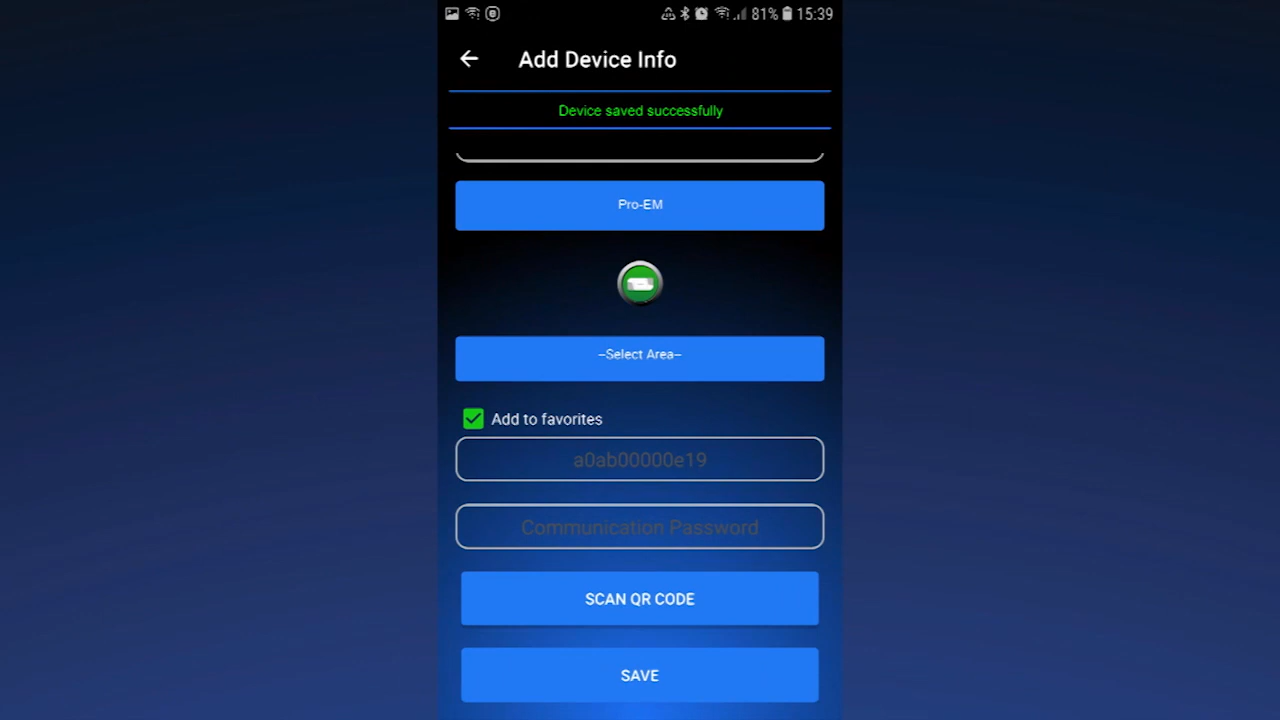 81% 15:39
Add Device Info
Device saved successfully
Pro-EM
--Select Area--
Add to favorites
a0ab00000e19
Communication Password
SCAN QR CODE
SAVE